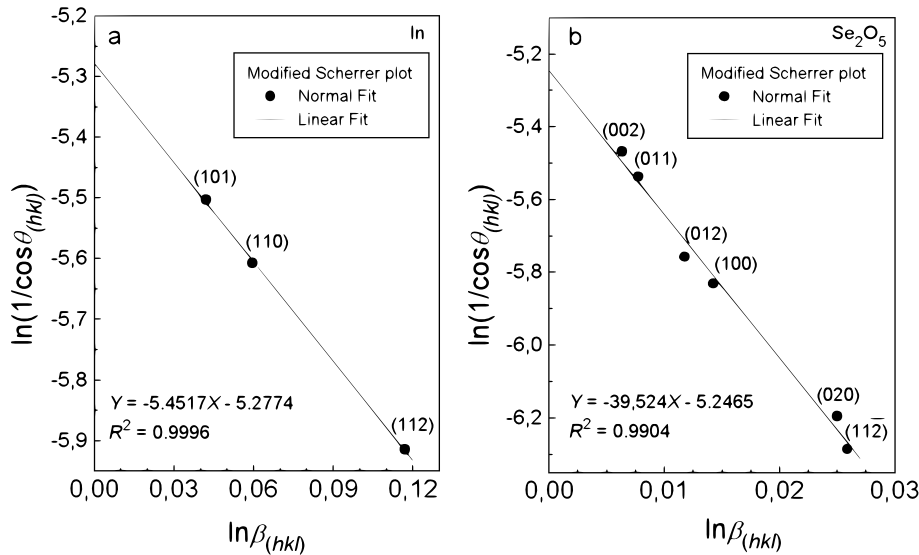 a
In
Modified Scherrer plot
Normal Fit
Linear Fit
(101)
(110)
(112)
Y = -5.4517X - 5.2774
R² = 0.9996
-5,2
-5,3
-5,4
-5,5
-5,6
-5,7
-5,8
-5,9
0,00
0,03
0,06
0,09
0,12
ln(1/cosθ(hkl))
lnβ(hkl)
b
Se₂O₅
Modified Scherrer plot
Normal Fit
Linear Fit
(002)
(011)
(012)
(100)
(020)
(112̅)
Y = -39,524X - 5.2465
R² = 0.9904
-5,2
-5,4
-5,6
-5,8
-6,0
-6,2
0,00
0,01
0,02
0,03
ln(1/cosθ(hkl))
lnβ(hkl)